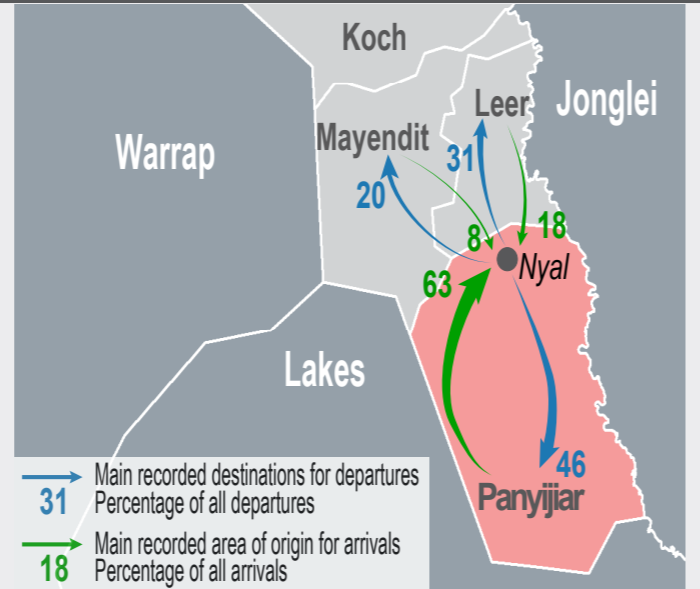 Koch
Leer
Jonglei
Mayendit
Warrap
31
20
18
8
Nyal
63
Lakes
46
Panyijiar
Main recorded destinations for departures
31 Percentage of all departures
Main recorded area of origin for arrivals
18 Percentage of all arrivals